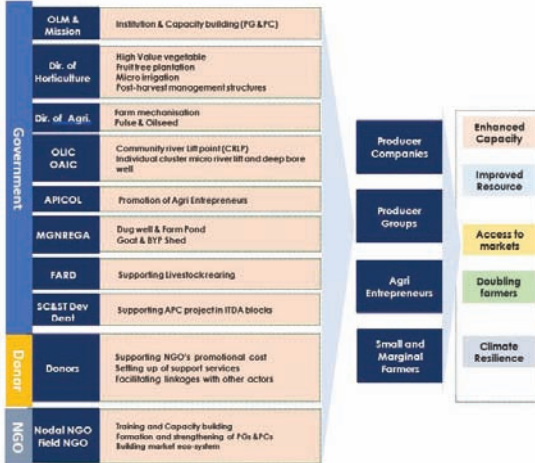 Government
OLM &
Mission
Institution & Capacity building (PG & PC)
Dir. of
Horticulture
High Value vegetable
Fruit tree plantation
Micro irrigation
Post-harvest management structures
Dir. of Agri.
Farm mechanisation
Pulse & Oilseed
OLIC
OAIC
Community river Lift point (CRLP)
Individual cluster micro river lift and deep bore
well
APICOL
Promotion of Agri Entrepreneurs
MGNREGA
Dug well & Farm Pond
Goat & BYP Shed
FARD
Supporting Livestock rearing
SC&ST Dev
Dept
Supporting APC project in ITDA blocks
Donar
Donors
Supporting NGO's promotional cost
Setting up of support services
Facilitating linkages with other actors
NGO
Nodal NGO
Field NGO
Training and Capacity building
Formation and strengthening of PGs &PCs
Building market eco-system
Producer
Companies
Producer
Groups
Agri
Entrepreneurs
Small and
Marginal
Farmers
Enhanced
Capacity
Improved
Resource
Access to
markets
Doubling
farmers
Climate
Resilience